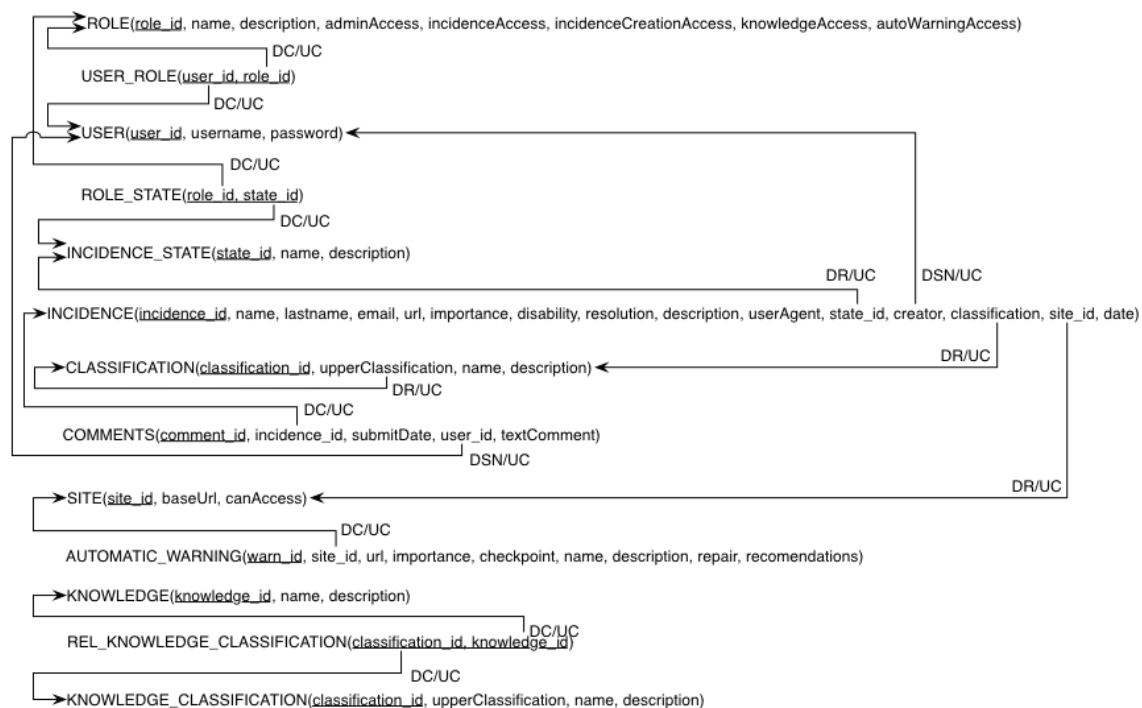 ROLE(role_id, name, description, adminAccess, incidenceAccess, incidenceCreationAccess, knowledgeAccess, autoWarningAccess)
DC/UC
USER_ROLE(user_id, role_id)
DC/UC
USER(user_id, username, password)
DC/UC
ROLE_STATE(role_id, state_id)
DC/UC
INCIDENCE_STATE(state_id, name, description)
DR/UC
DSN/UC
INCIDENCE(incidence_id, name, lastname, email, url, importance, disability, resolution, description, userAgent, state_id, creator, classification, site_id, date)
DR/UC
CLASSIFICATION(classification_id, upperClassification, name, description)
DR/UC
DC/UC
COMMENTS(comment_id, incidence_id, submitDate, user_id, textComment)
DSN/UC
DR/UC
SITE(site_id, baseUrl, canAccess)
DC/UC
AUTOMATIC_WARNING(warn_id, site_id, url, importance, checkpoint, name, description, repair, recomendations)
KNOWLEDGE(knowledge_id, name, description)
DC/UC
REL_KNOWLEDGE_CLASSIFICATION(classification_id, knowledge_id)
DC/UC
KNOWLEDGE_CLASSIFICATION(classification_id, upperClassification, name, description)